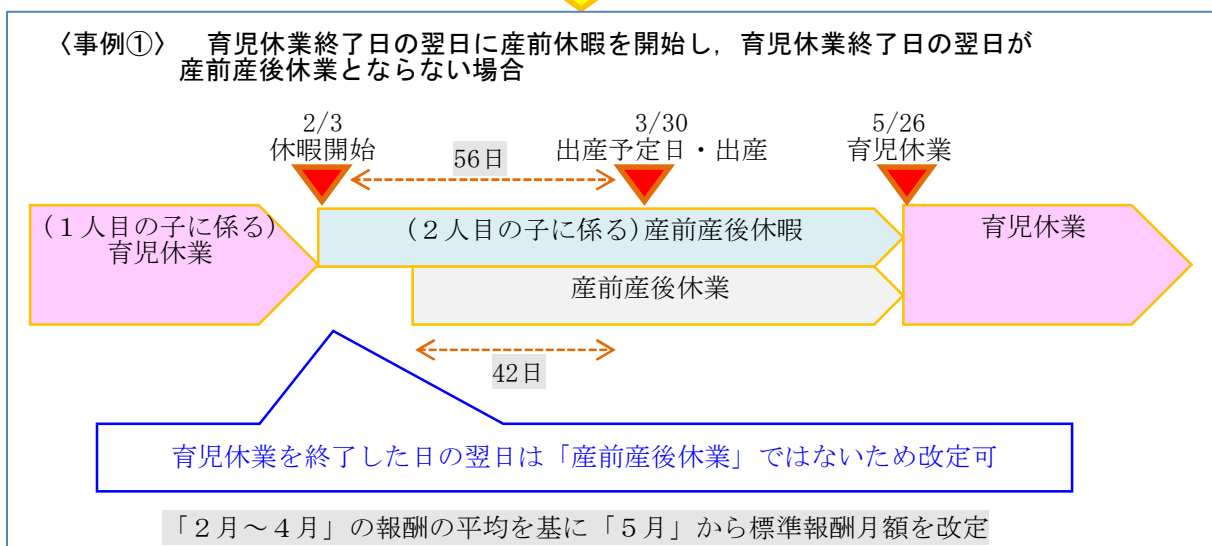 〈事例①〉　育児休業終了日の翌日に産前休暇を開始し，育児休業終了日の翌日が
産前産後休業とならない場合
2/3
休暇開始
56日
3/30
出産予定日・出産
5/26
育児休業
(１人目の子に係る)
育児休業
(２人目の子に係る)産前産後休暇
育児休業
産前産後休業
42日
育児休業を終了した日の翌日は「産前産後休業」ではないため改定可
「２月～４月」の報酬の平均を基に「５月」から標準報酬月額を改定